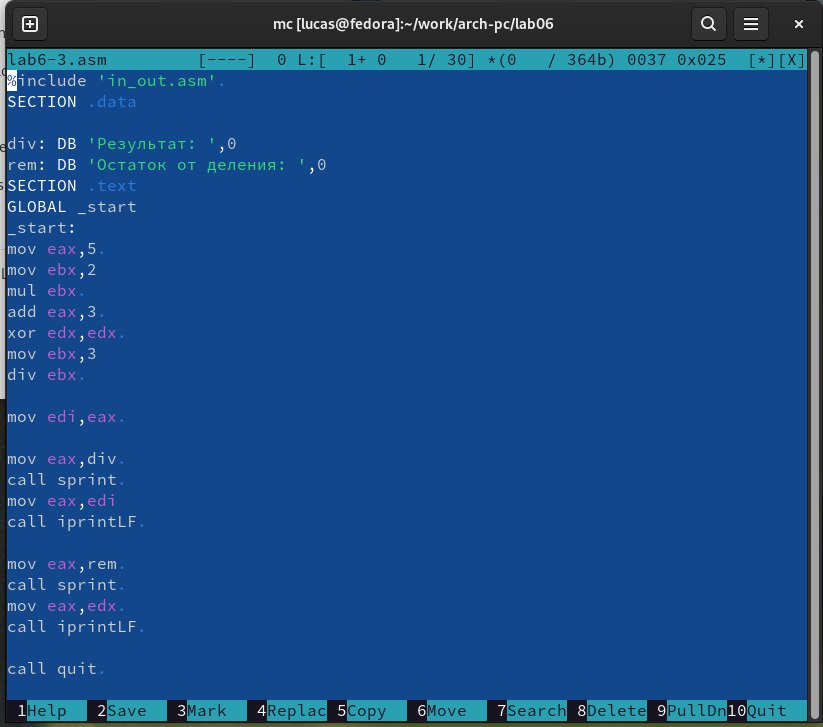 mc [lucas@fedora]:~/work/arch-pc/lab06
lab6-3.asm [----] 0 L:[ 1+ 0 1/ 30] *(0 / 364b) 0037 0x025 [*][X]
%include 'in_out.asm'.
SECTION .data
div: DB 'Результат: ',0
rem: DB 'Остаток от деления: ',0
SECTION .text
GLOBAL _start
_start:
mov eax,5.
mov ebx,2
mul ebx.
add eax,3.
xor edx,edx.
mov ebx,3
div ebx.
mov edi,eax.
mov eax,div.
call sprint.
mov eax,edi
call iprintLF.
mov eax,rem.
call sprint.
mov eax,edx.
call iprintLF.
call quit.
1Help 2Save 3Mark 4Replac 5Copy 6Move 7Search 8Delete 9PullDn 10Quit